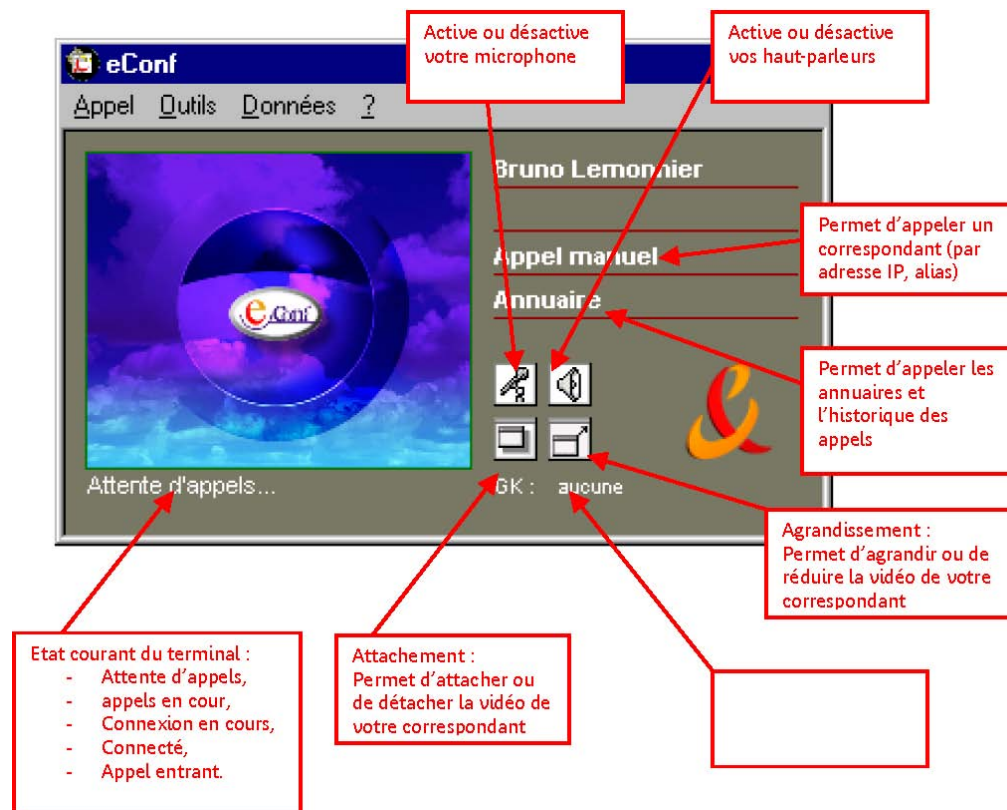 Active ou désactive
votre microphone
Active ou désactive
vos haut-parleurs
eConf
Appel Outils Données ?
Bruno Lemonnier
Appel manuel
Annuaire
e Conf
Attente d'appels...
GK : aucune
Permet d'appeler un
correspondant (par
adresse IP, alias)
Permet d'appeler les
annuaires et
l'historique des
appels
Agrandissement :
Permet d'agrandir ou de
réduire la vidéo de votre
correspondant
Etat courant du terminal :
- Attente d'appels,
- appels en cour,
- Connexion en cours,
- Connecté,
- Appel entrant.
Attachement :
Permet d'attacher ou
de détacher la vidéo de
votre correspondant